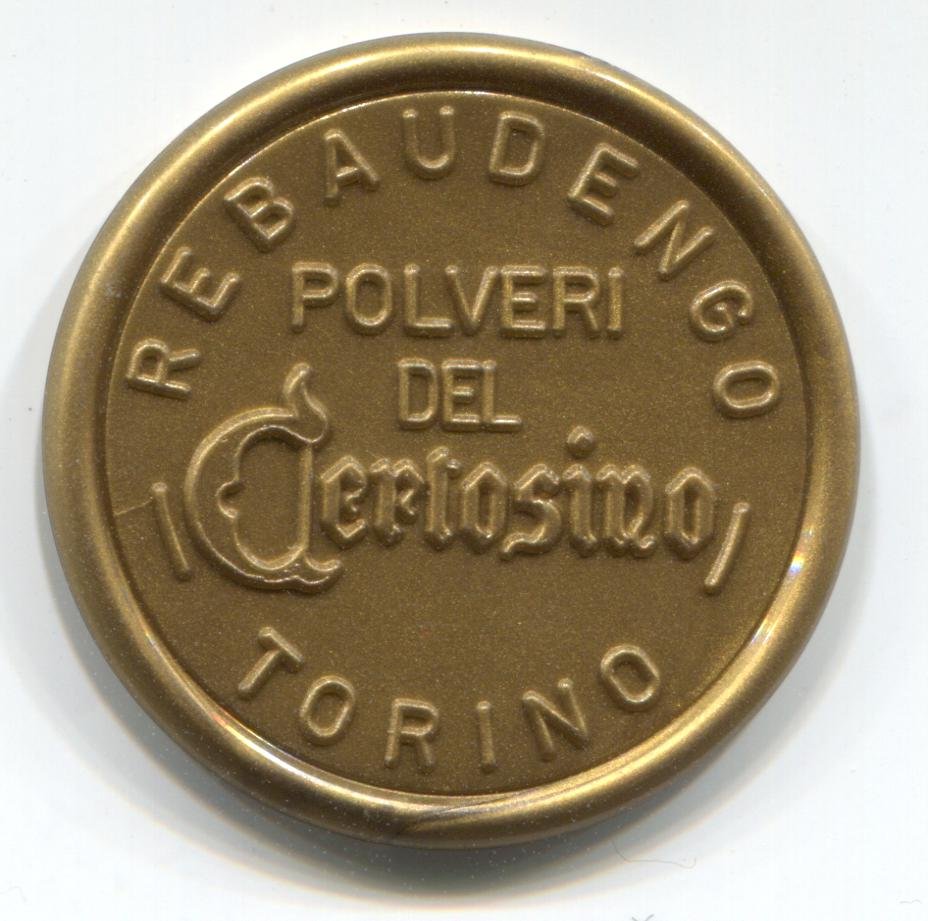 REBAUDENGO
POLVERI
DEL
Certosino
TORINO